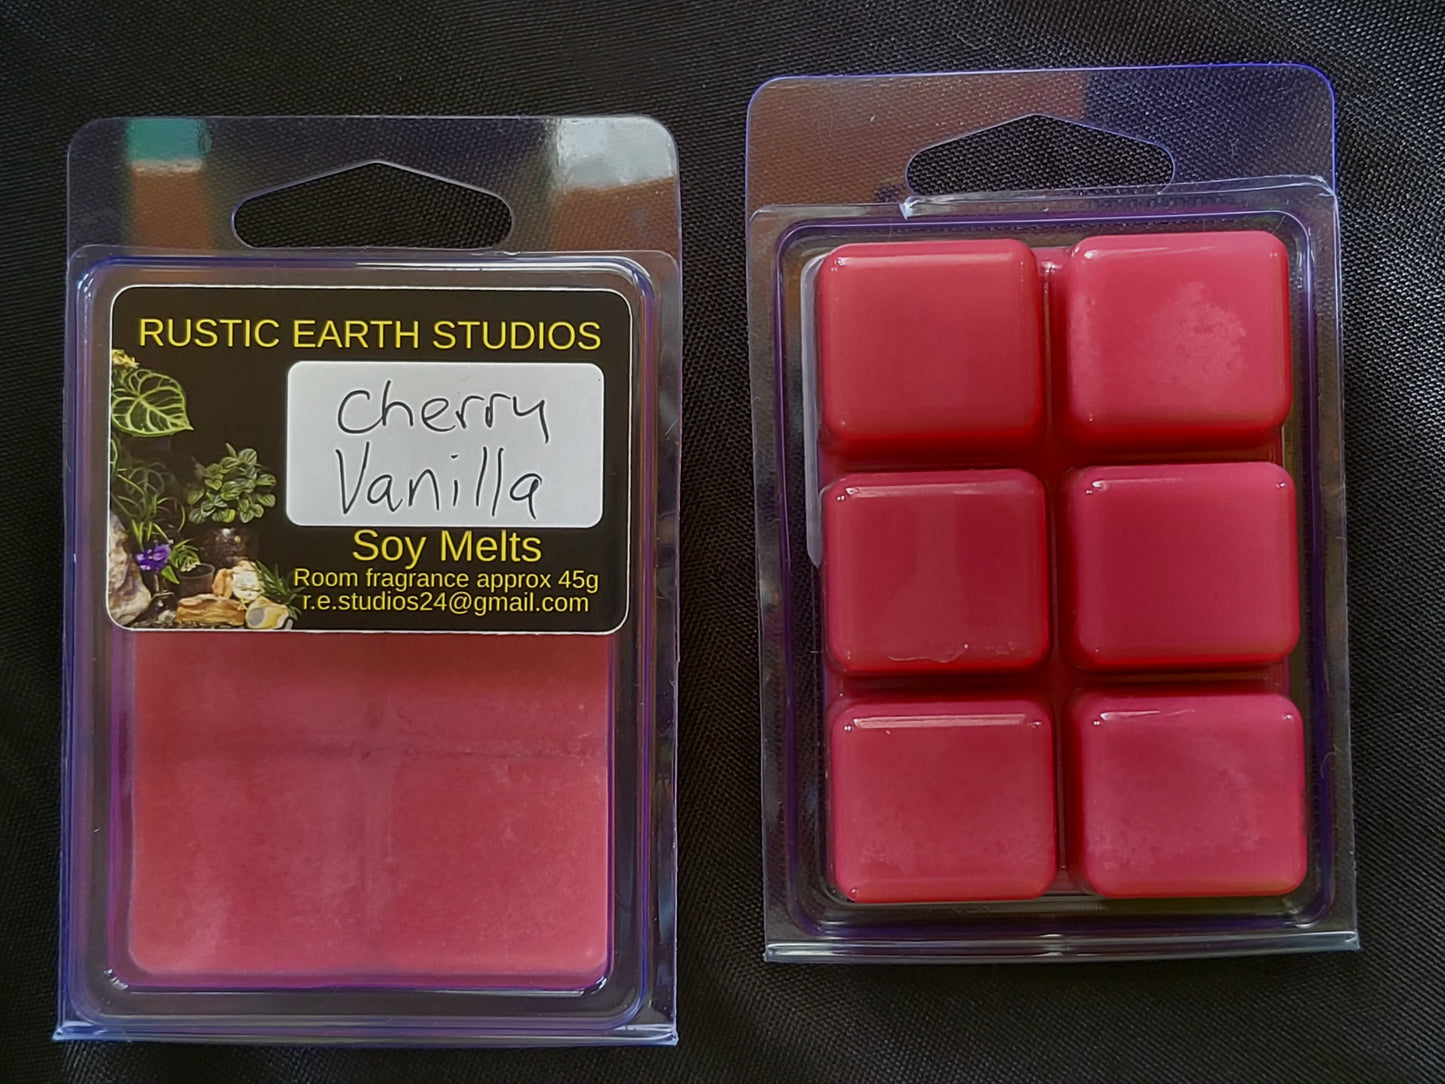 RUSTIC EARTH STUDIOS
Cherry
Vanilla
Soy Melts
Room fragrance approx 45g
r.e.studios24@gmail.com